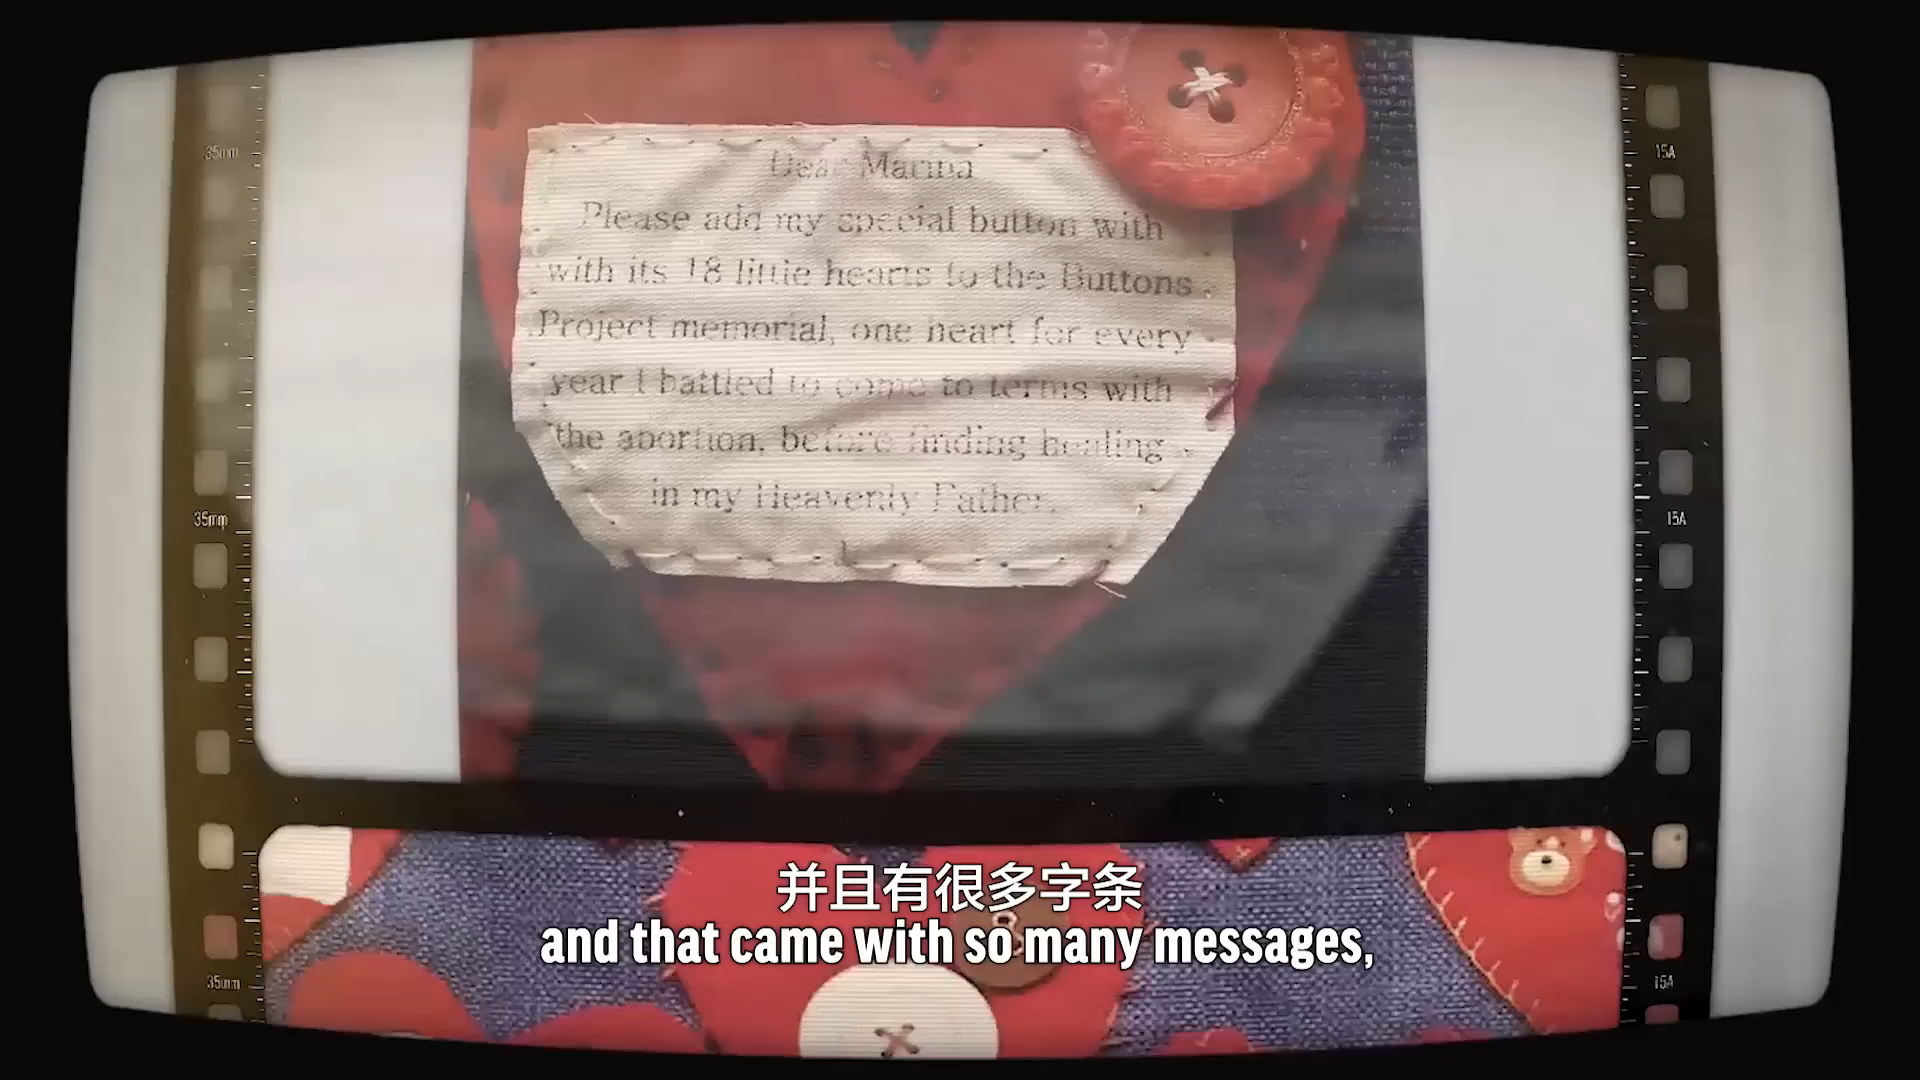 Dear Marina
Please add my special button with
with its 18 little hearts to the Buttons
Project memorial, one heart for every
year I battled to come to terms with
the abortion, before finding healing
in my Heavenly Father.
35mm
15A
35mm
15A
并且有很多字条
and that came with so many messages,
35mm
15A